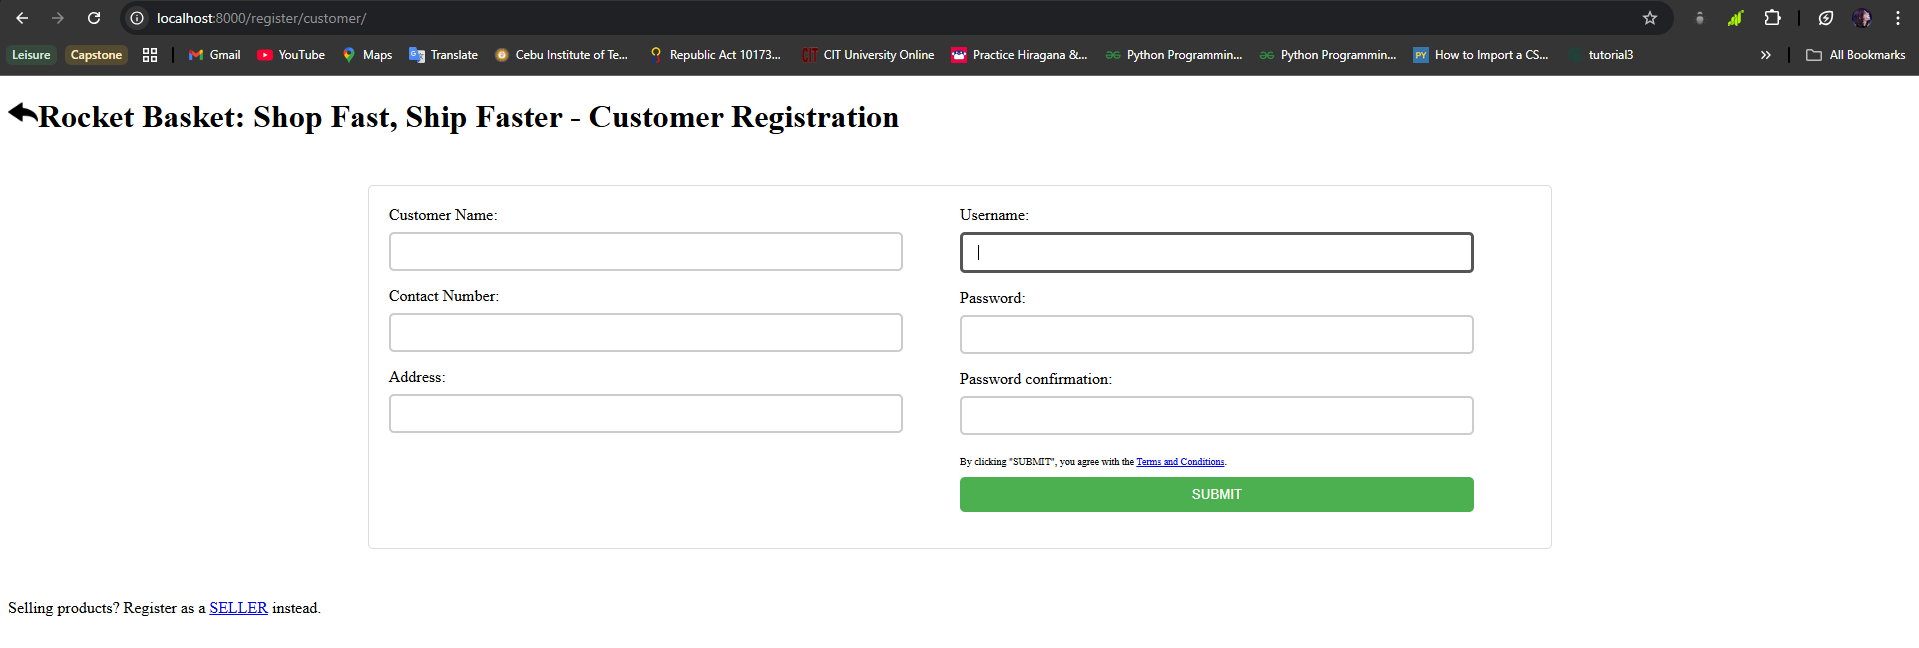 localhost:8000/register/customer/
Leisure Capstone Gmail YouTube Maps Translate Cebu Institute of Te... Republic Act 10173... CIT University Online Practice Hiragana &... Python Programmin... Python Programmin... How to Import a CS... tutorial3 » All Bookmarks
Rocket Basket: Shop Fast, Ship Faster - Customer Registration
Customer Name:
Contact Number:
Address:
Username:
Password:
Password confirmation:
By clicking "SUBMIT", you agree with the Terms and Conditions.
SUBMIT
Selling products? Register as a SELLER instead.